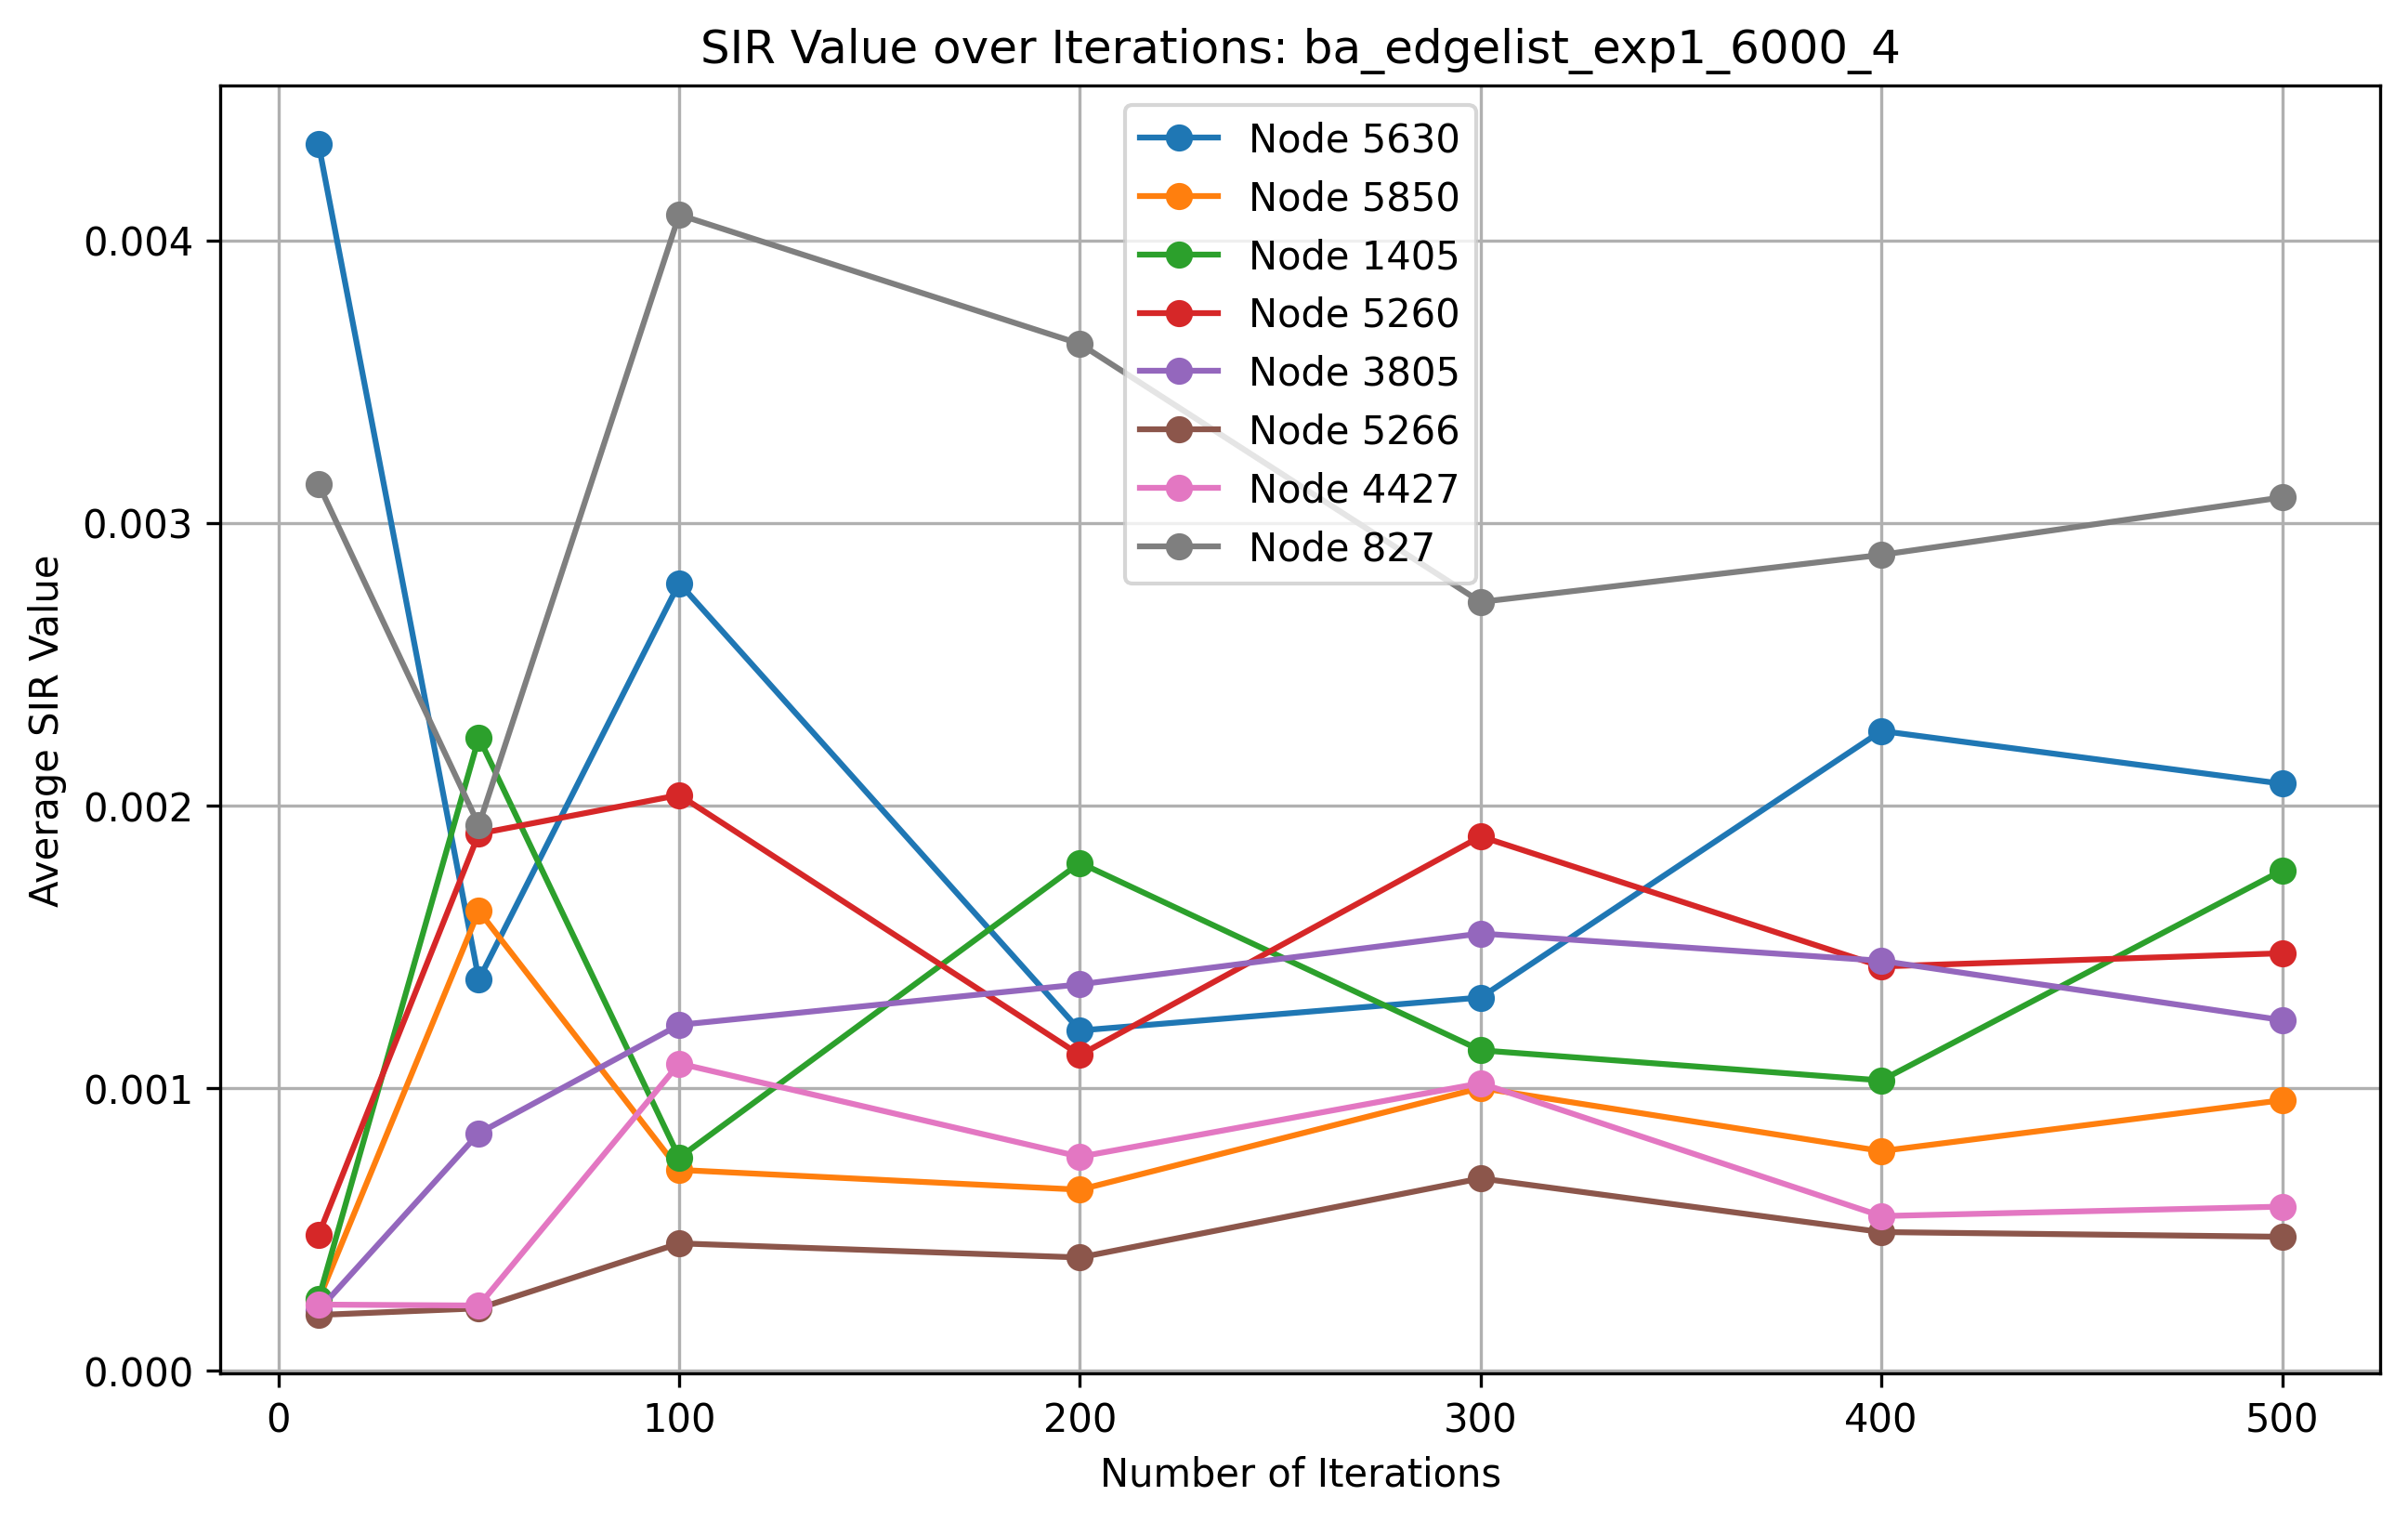 SIR Value over Iterations: ba_edgelist_exp1_6000_4
Node 5630
Node 5850
Node 1405
Node 5260
Node 3805
Node 5266
Node 4427
Node 827
Average SIR Value
0.004
0.003
0.002
0.001
0.000
0 100 200 300 400 500
Number of Iterations